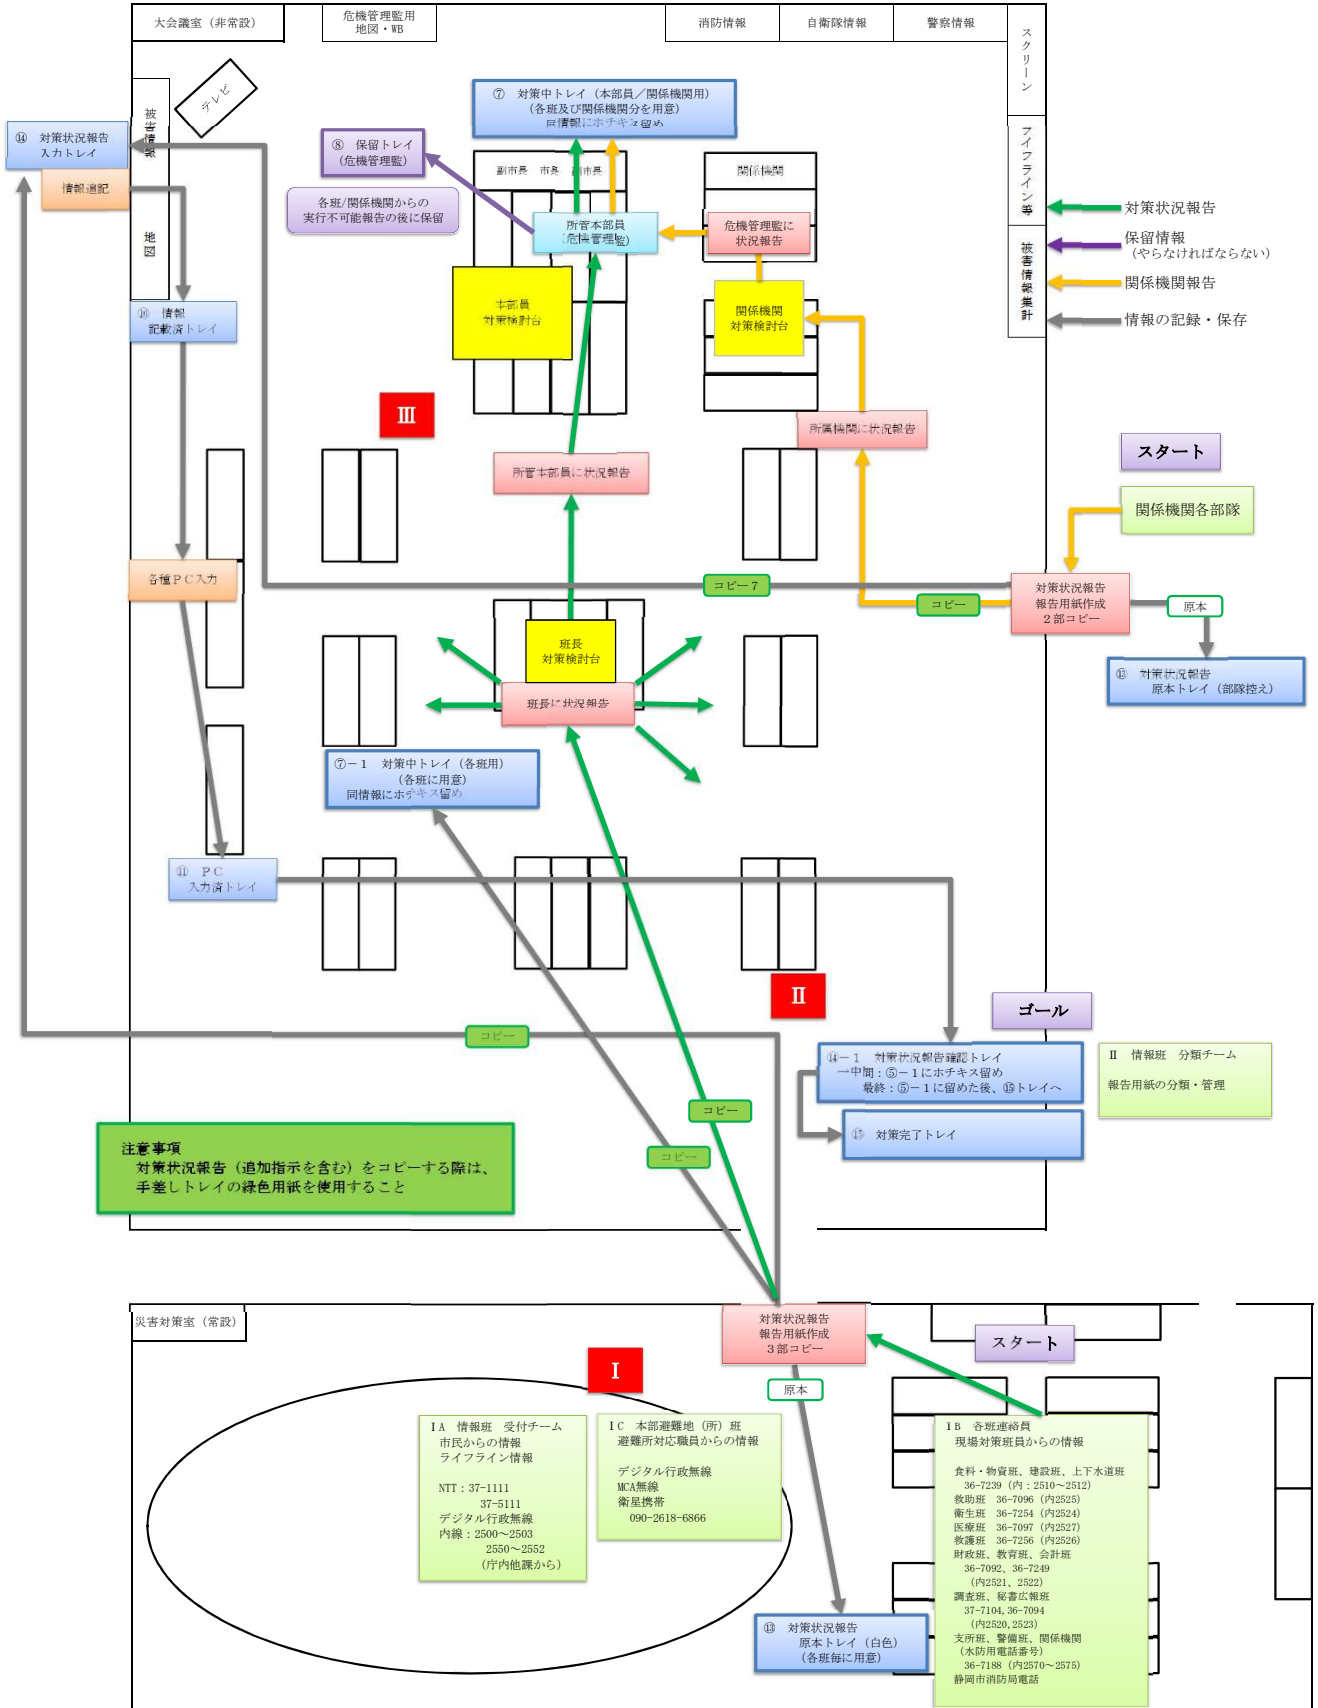 大会議室（非常設）
危機管理監用
地図・WB
消防情報
自衛隊情報
警察情報
スクリーン
テレビ
被害情報
地図
⑦　対策中トレイ（本部員／関係機関用）
（各班及び関係機関分を用意）
同情報にホチキス留め
⑭　対策状況報告
入力トレイ
⑧　保留トレイ
（危機管理監）
情報追記
副市長　市長　副市長
関係機関
各班/関係機関からの
実行不可能報告の後に保留
所管本部員
（危機管理監）
危機管理監に
状況報告
ライフライン等
被害情報集計
対策状況報告
保留情報
（やらなければならない）
関係機関報告
情報の記録・保存
⑩　情報
記載済トレイ
本部員
対策検討台
関係機関
対策検討台
Ⅲ
所属機関に状況報告
スタート
所管本部員に状況報告
関係機関各部隊
各種ＰＣ入力
コピー７
コピー
対策状況報告
報告用紙作成
２部コピー
原本
班長
対策検討台
⑬　対策状況報告
原本トレイ（部隊控え）
班長に状況報告
⑦－１　対策中トレイ（各班用）
（各班に用意）
同情報にホチキス留め
⑪　ＰＣ
入力済トレイ
Ⅱ
ゴール
コピー
⑭－１　対策状況報告確認トレイ
→中間：⑤－１にホチキス留め
最終：⑤－１に留めた後、⑮トレイへ
Ⅱ　情報班　分類チーム
報告用紙の分類・管理
コピー
⑮　対策完了トレイ
コピー
注意事項
対策状況報告（追加指示を含む）をコピーする際は、
手差しトレイの緑色用紙を使用すること
災害対策室（常設）
対策状況報告
報告用紙作成
３部コピー
スタート
Ⅰ
原本
ⅠA　情報班　受付チーム
市民からの情報
ライフライン情報
NTT：37-1111
37-5111
デジタル行政無線
内線：2500～2503
2550～2552
（庁内他課から）
ⅠC　本部避難地（所）班
避難所対応職員からの情報
デジタル行政無線
MCA無線
衛星携帯
090-2618-6866
ⅠB　各班連絡員
現場対策班員からの情報
食料・物資班、建設班、上下水道班
36-7239（内：2510～2512）
救助班　36-7096（内2525）
衛生班　36-7254（内2524）
医療班　36-7097（内2527）
救護班　36-7256（内2526）
財政班、教育班、会計班
36-7092、36-7249
（内2521、2522）
調査班、秘書広報班
37-7104,36-7094
（内2520,2523）
支所班、警備班、関係機関
（水防用電話番号）
36-7188（内2570～2575）
静岡市消防局電話
⑬　対策状況報告
原本トレイ（白色）
（各班毎に用意）